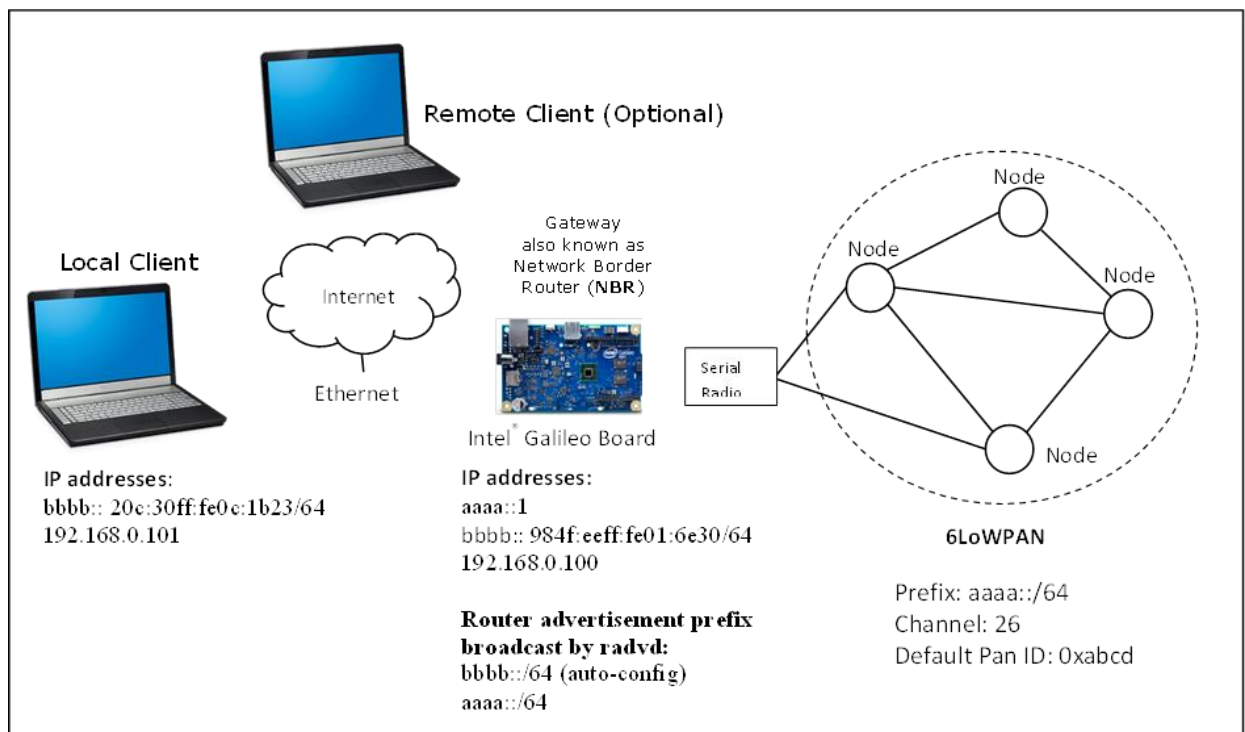 Remote Client (Optional)
Local Client
Internet
Ethernet
Gateway
also known as
Network Border
Router (NBR)
Intel® Galileo Board
Serial
Radio
Node
Node
Node
Node
IP addresses:
bbbb:: 20c:30ff:fe0c:1b23/64
192.168.0.101
IP addresses:
aaaa::1
bbbb:: 984f:eeff:fe01:6e30/64
192.168.0.100
Router advertisement prefix
broadcast by radvd:
bbbb::/64 (auto-config)
aaaa::/64
6LoWPAN
Prefix: aaaa::/64
Channel: 26
Default Pan ID: 0xabcd